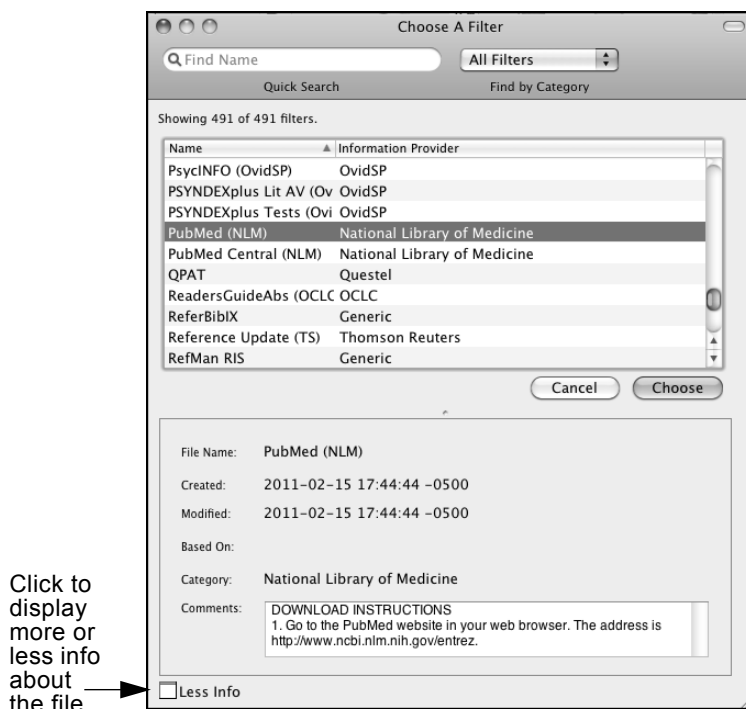 Choose A Filter
Find Name
All Filters
Quick Search
Find by Category
Showing 491 of 491 filters.
Name Information Provider
PsycINFO (OvidSP) OvidSP
PSYNDEXplus Lit AV (Ov OvidSP
PSYNDEXplus Tests (Ovi OvidSP
PubMed (NLM) National Library of Medicine
PubMed Central (NLM) National Library of Medicine
QPAT Questel
ReadersGuideAbs (OCLC OCLC
ReferBibIX Generic
Reference Update (TS) Thomson Reuters
RefMan RIS Generic
Cancel Choose
File Name: PubMed (NLM)
Created: 2011-02-15 17:44:44 -0500
Modified: 2011-02-15 17:44:44 -0500
Based On:
Category: National Library of Medicine
Comments: DOWNLOAD INSTRUCTIONS
1. Go to the PubMed website in your web browser. The address is
http://www.ncbi.nlm.nih.gov/entrez.
Click to
display
more or
less info
about
the file
Less Info